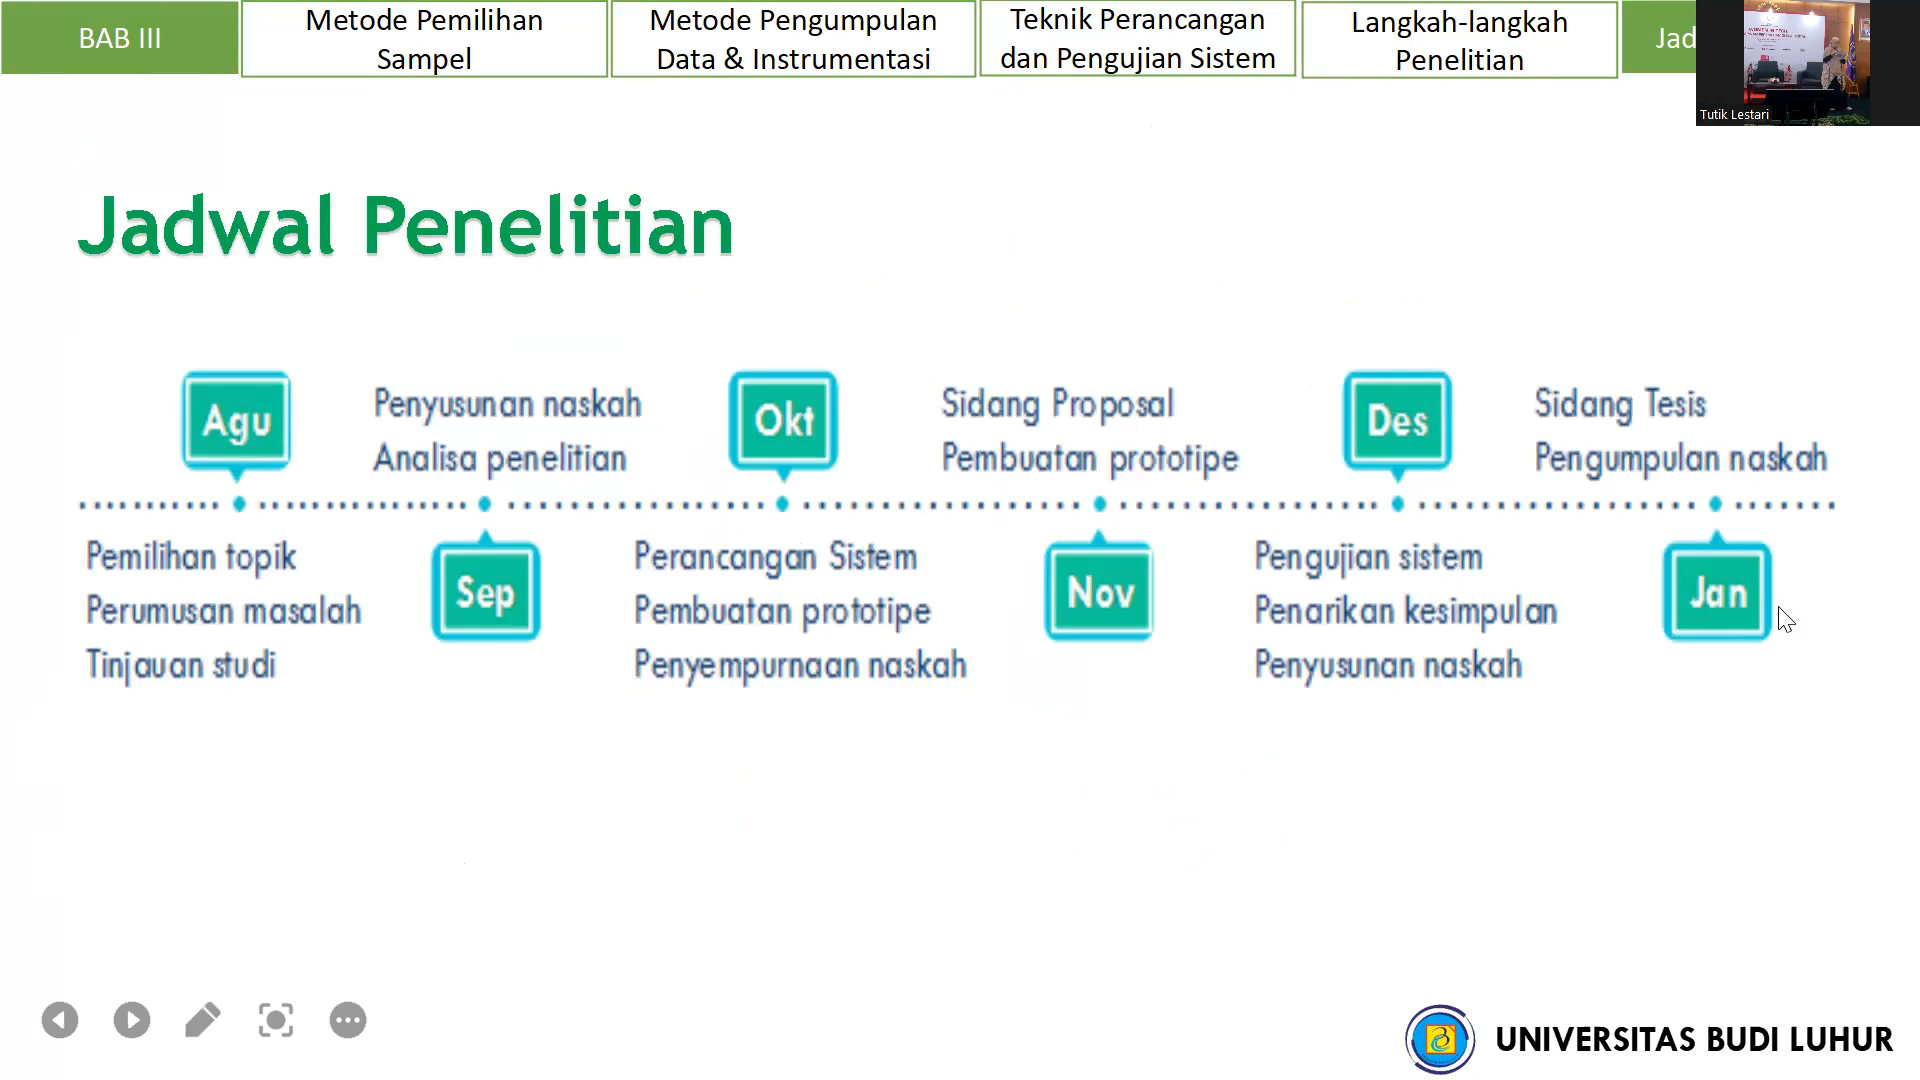 BAB III
Metode Pemilihan
Sampel
Metode Pengumpulan
Data & Instrumentasi
Teknik Perancangan
dan Pengujian Sistem
Langkah-langkah
Penelitian
Jad
Tutik Lestari
Jadwal Penelitian
Agu
Penyusunan naskah
Analisa penelitian
Okt
Sidang Proposal
Pembuatan prototipe
Des
Sidang Tesis
Pengumpulan naskah
Pemilihan topik
Perumusan masalah
Tinjauan studi
Sep
Perancangan Sistem
Pembuatan prototipe
Penyempurnaan naskah
Nov
Pengujian sistem
Penarikan kesimpulan
Penyusunan naskah
Jan
UNIVERSITAS BUDI LUHUR